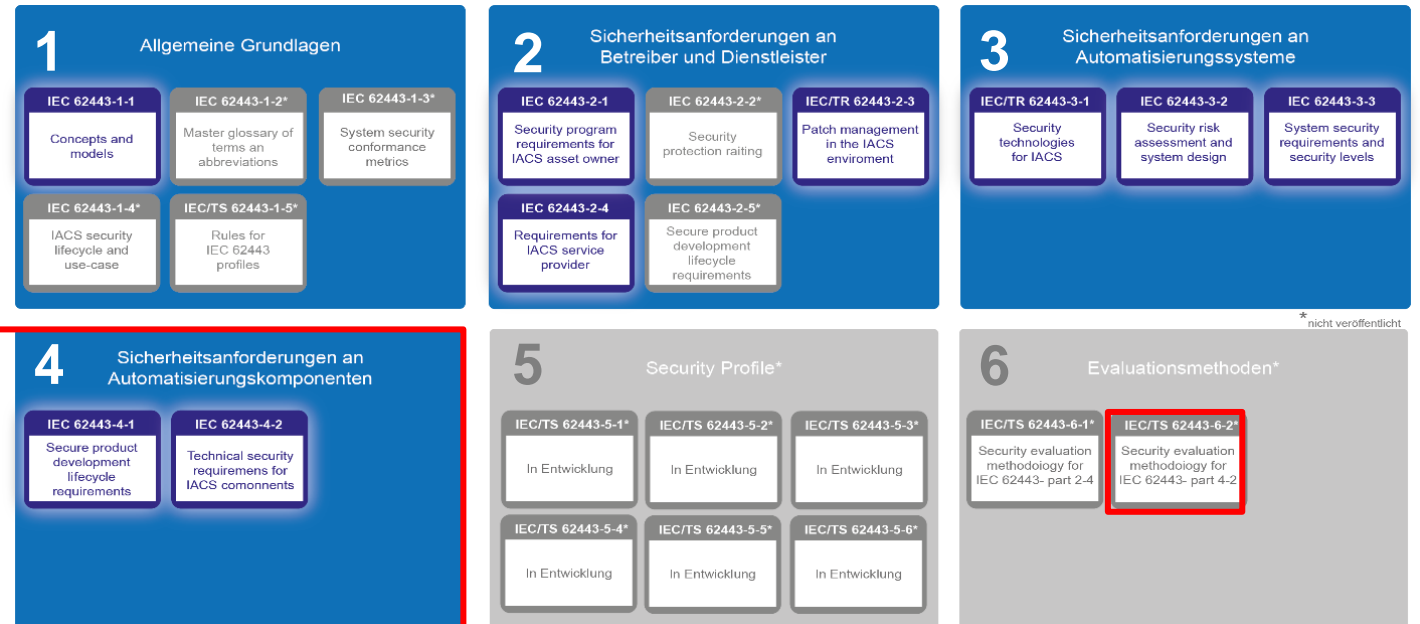 1
Allgemeine Grundlagen
IEC 62443-1-1
Concepts and
models
IEC 62443-1-2*
Master glossary of
terms an
abbreviations
IEC 62443-1-3*
System security
conformance
metrics
IEC 62443-1-4*
IACS security
lifecycle and
use-case
IEC/TS 62443-1-5*
Rules for
IEC 62443
profiles
2
Sicherheitsanforderungen an
Betreiber und Dienstleister
IEC 62443-2-1
Security program
requirements for
IACS asset owner
IEC 62443-2-2*
Security
protection raiting
IEC/TR 62443-2-3
Patch management
in the IACS
enviroment
IEC 62443-2-4
Requirements for
IACS service
provider
IEC 62443-2-5*
Secure product
development
lifecycle
requirements
3
Sicherheitsanforderungen an
Automatisierungssysteme
IEC/TR 62443-3-1
Security
technologies
for IACS
IEC 62443-3-2
Security risk
assessment and
system design
IEC 62443-3-3
System security
requirements and
security levels
*nicht veröffentlicht
4
Sicherheitsanforderungen an
Automatisierungskomponenten
IEC 62443-4-1
Secure product
development
lifecycle
requirements
IEC 62443-4-2
Technical security
requiremens for
IACS comonnents
5
Security Profile*
IEC/TS 62443-5-1*
In Entwicklung
IEC/TS 62443-5-2*
In Entwicklung
IEC/TS 62443-5-3*
In Entwicklung
IEC/TS 62443-5-4*
In Entwicklung
IEC/TS 62443-5-5*
In Entwicklung
IEC/TS 62443-5-6*
In Entwicklung
6
Evaluationsmethoden*
IEC/TS 62443-6-1*
Security evaluation
methodoiogy for
IEC 62443- part 2-4
IEC/TS 62443-6-2*
Security evaluation
methodoiogy for
IEC 62443- part 4-2